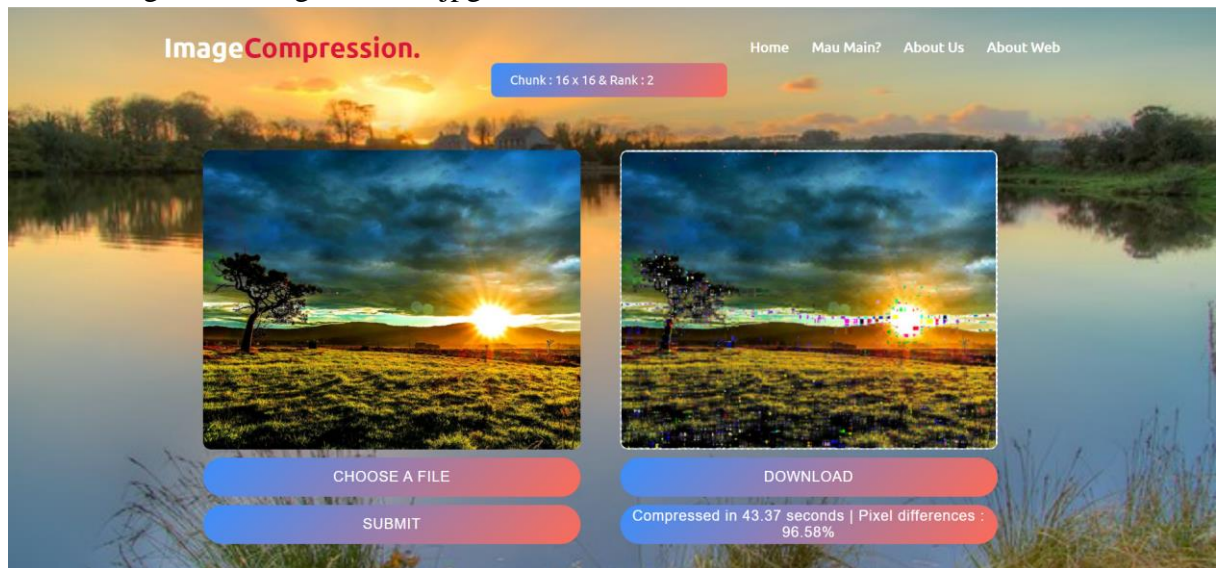 ImageCompression.
Home Mau Main? About Us About Web
Chunk : 16 x 16 & Rank : 2
CHOOSE A FILE
DOWNLOAD
SUBMIT
Compressed in 43.37 seconds | Pixel differences :
96.58%